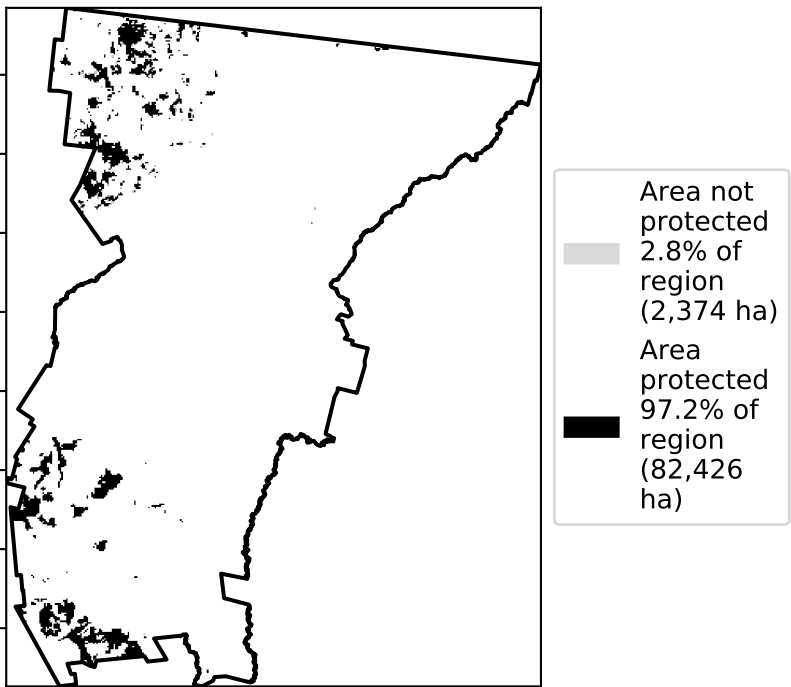 Area not
protected
2.8% of
region
(2,374 ha)
Area
protected
97.2% of
region
(82,426
ha)